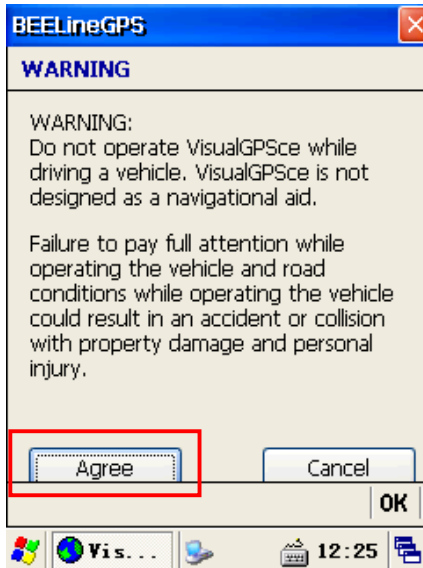 BEELineGPS
WARNING
WARNING:
Do not operate VisualGPSce while
driving a vehicle. VisualGPSce is not
designed as a navigational aid.
Failure to pay full attention while
operating the vehicle and road
conditions while operating the vehicle
could result in an accident or collision
with property damage and personal
injury.
Agree Cancel
OK
Vis... 12:25